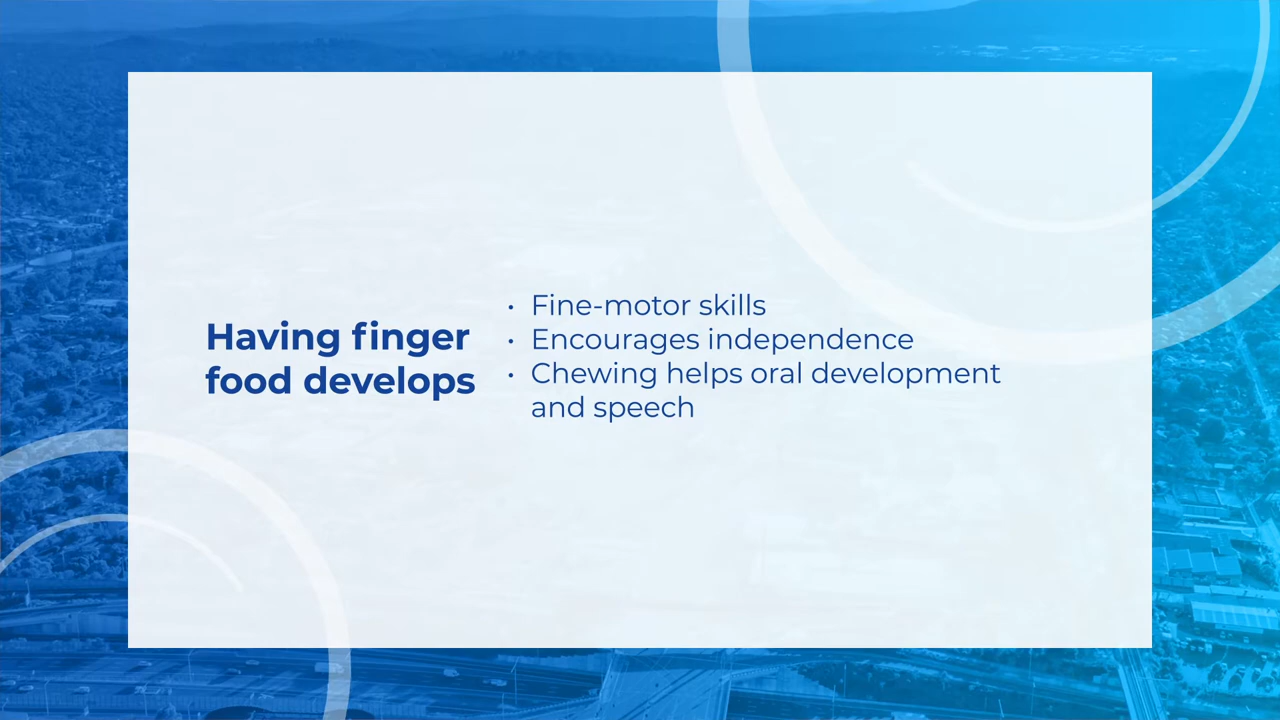 Having finger
food develops
• Fine-motor skills
• Encourages independence
• Chewing helps oral development
and speech